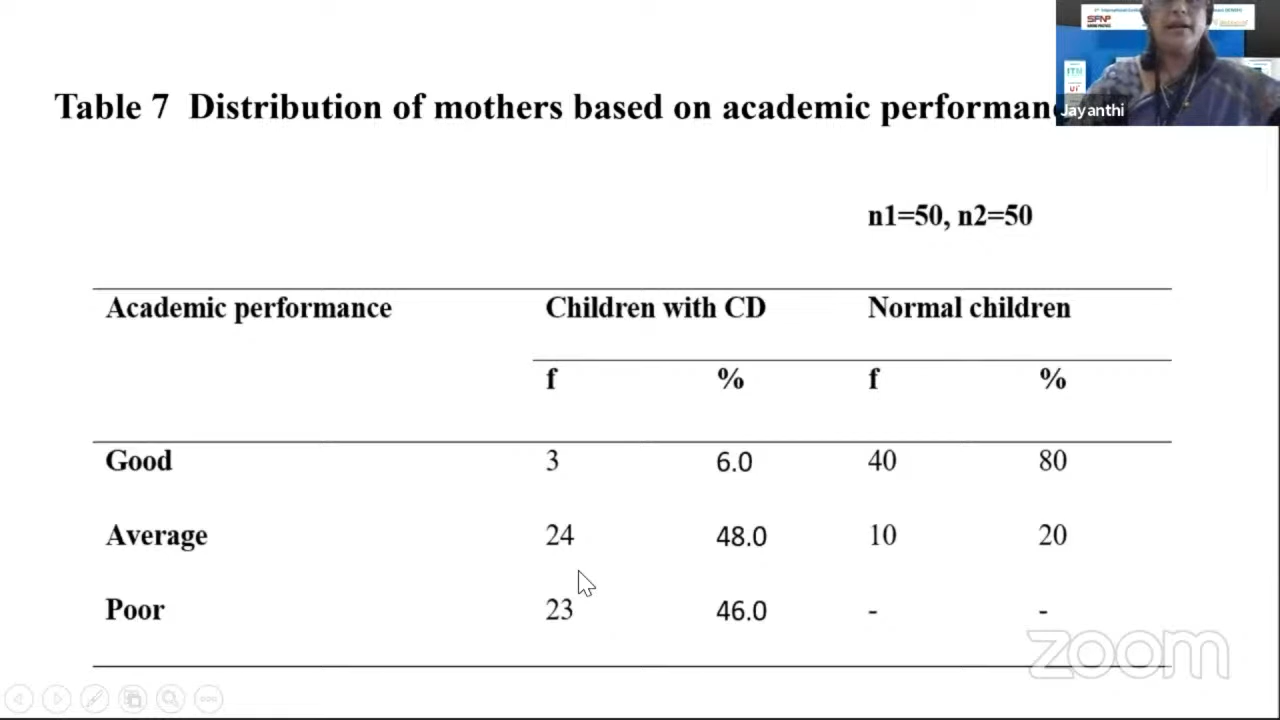 Table 7 Distribution of mothers based on academic
Jayanthi
n1=50, n2=50
Academic performance Children with CD Normal children
f % f %
Good 3 6.0 40 80
Average 24 48.0 10 20
Poor 23 46.0 - -
zoom